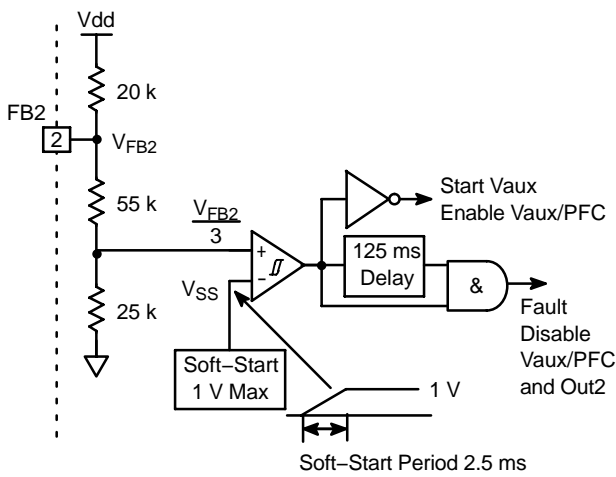 Vdd
20 k
FB2
2
VFB2
55 k
VFB2
3
Start Vaux
Enable Vaux/PFC
+
−
125 ms
Delay
&
VSS
25 k
Fault
Disable
Vaux/PFC
and Out2
Soft−Start
1 V Max
1 V
Soft−Start Period 2.5 ms